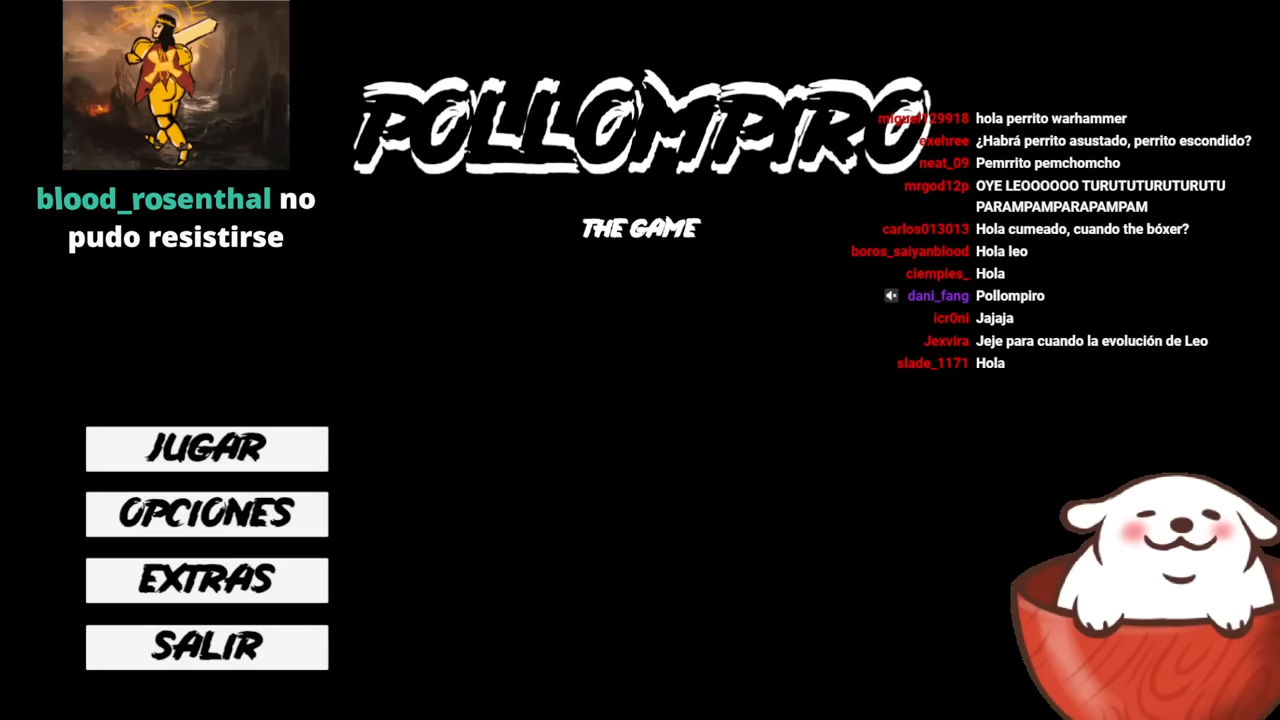 POLLOMPIRO
THE GAME
blood_rosenthal no
pudo resistirse
miguel129918 hola perrito warhammer
exehree ¿Habrá perrito asustado, perrito escondido?
neat_09 Pemrrito pemchomcho
mrgod12p OYE LEOOOOOO TURUTUTURUTURUTU
PARAMPAMPARAPAMPAM
carlos013013 Hola cumeado, cuando the bóxer?
boros_saiyanblood Hola leo
ciempies_ Hola
dani_fang Pollompiro
icr0ni Jajaja
Jexvira Jeje para cuando la evolución de Leo
slade_1171 Hola
JUGAR
OPCIONES
EXTRAS
SALIR